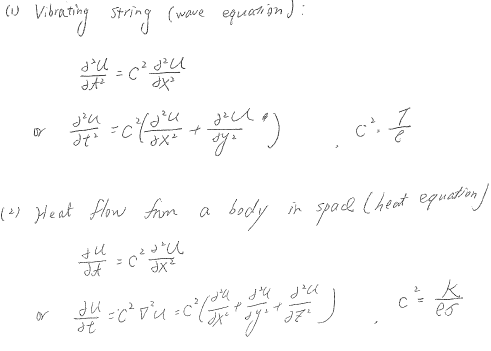 (1) Vibrating string (wave equation):
∂²u/∂t² = C² ∂²u/∂x²
or ∂²u/∂t² = C²(∂²u/∂x² + ∂²u/∂y²) , C² = T/ρ
(2) Heat flow from a body in space (heat equation)
∂u/∂t = C² ∂²u/∂x²
or ∂u/∂t = C² ∇²u = C²(∂²u/∂x² + ∂²u/∂y² + ∂²u/∂z²) , C² = K/ρσ